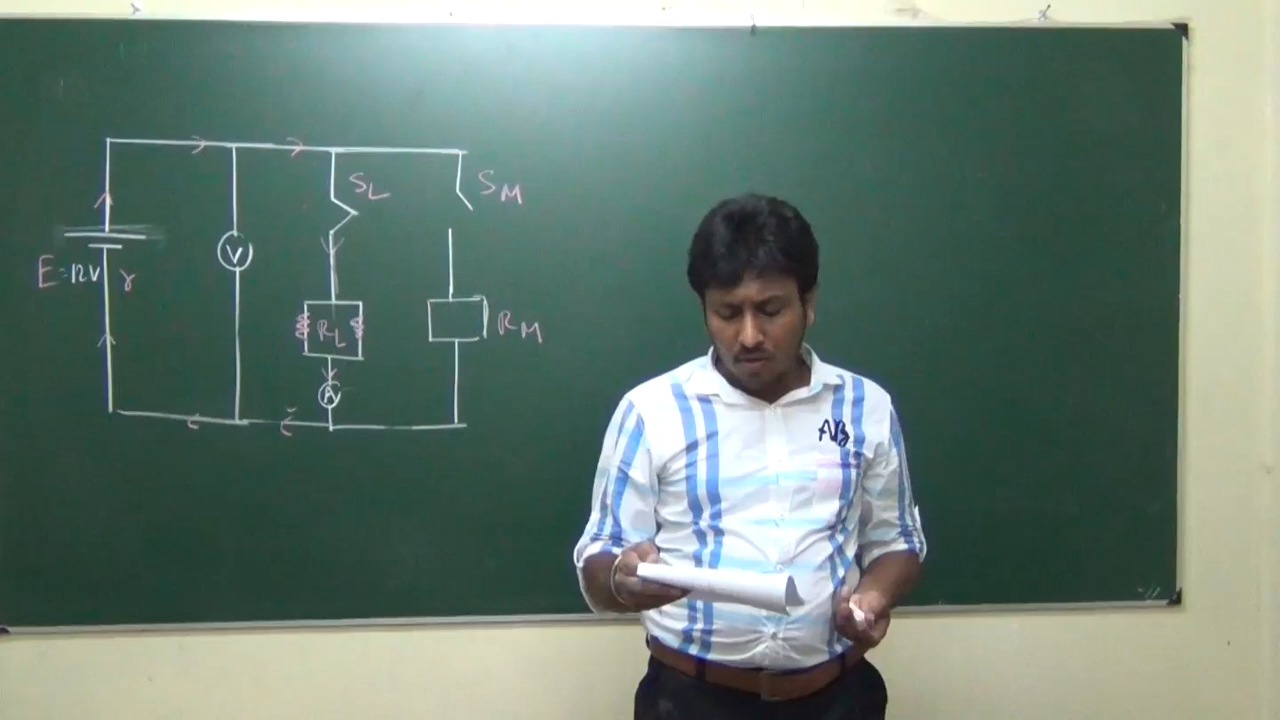 S_L
S_M
V
E=12V r
R_L
R_M
A
AB